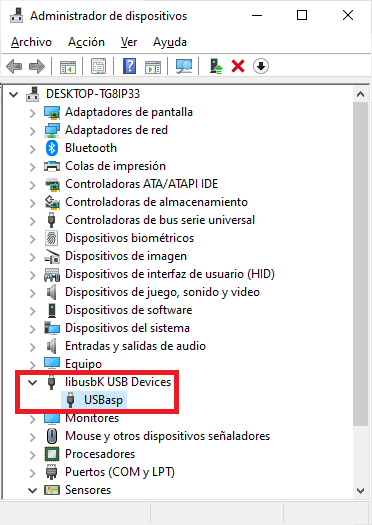 Administrador de dispositivos
Archivo Acción Ver Ayuda
DESKTOP-TG8IP33
Adaptadores de pantalla
Adaptadores de red
Bluetooth
Colas de impresión
Controladoras ATA/ATAPI IDE
Controladoras de almacenamiento
Controladoras de bus serie universal
Dispositivos biométricos
Dispositivos de imagen
Dispositivos de interfaz de usuario (HID)
Dispositivos de juego, sonido y video
Dispositivos de software
Dispositivos del sistema
Entradas y salidas de audio
Equipo
libusbK USB Devices
USBasp
Monitores
Mouse y otros dispositivos señaladores
Procesadores
Puertos (COM y LPT)
Sensores